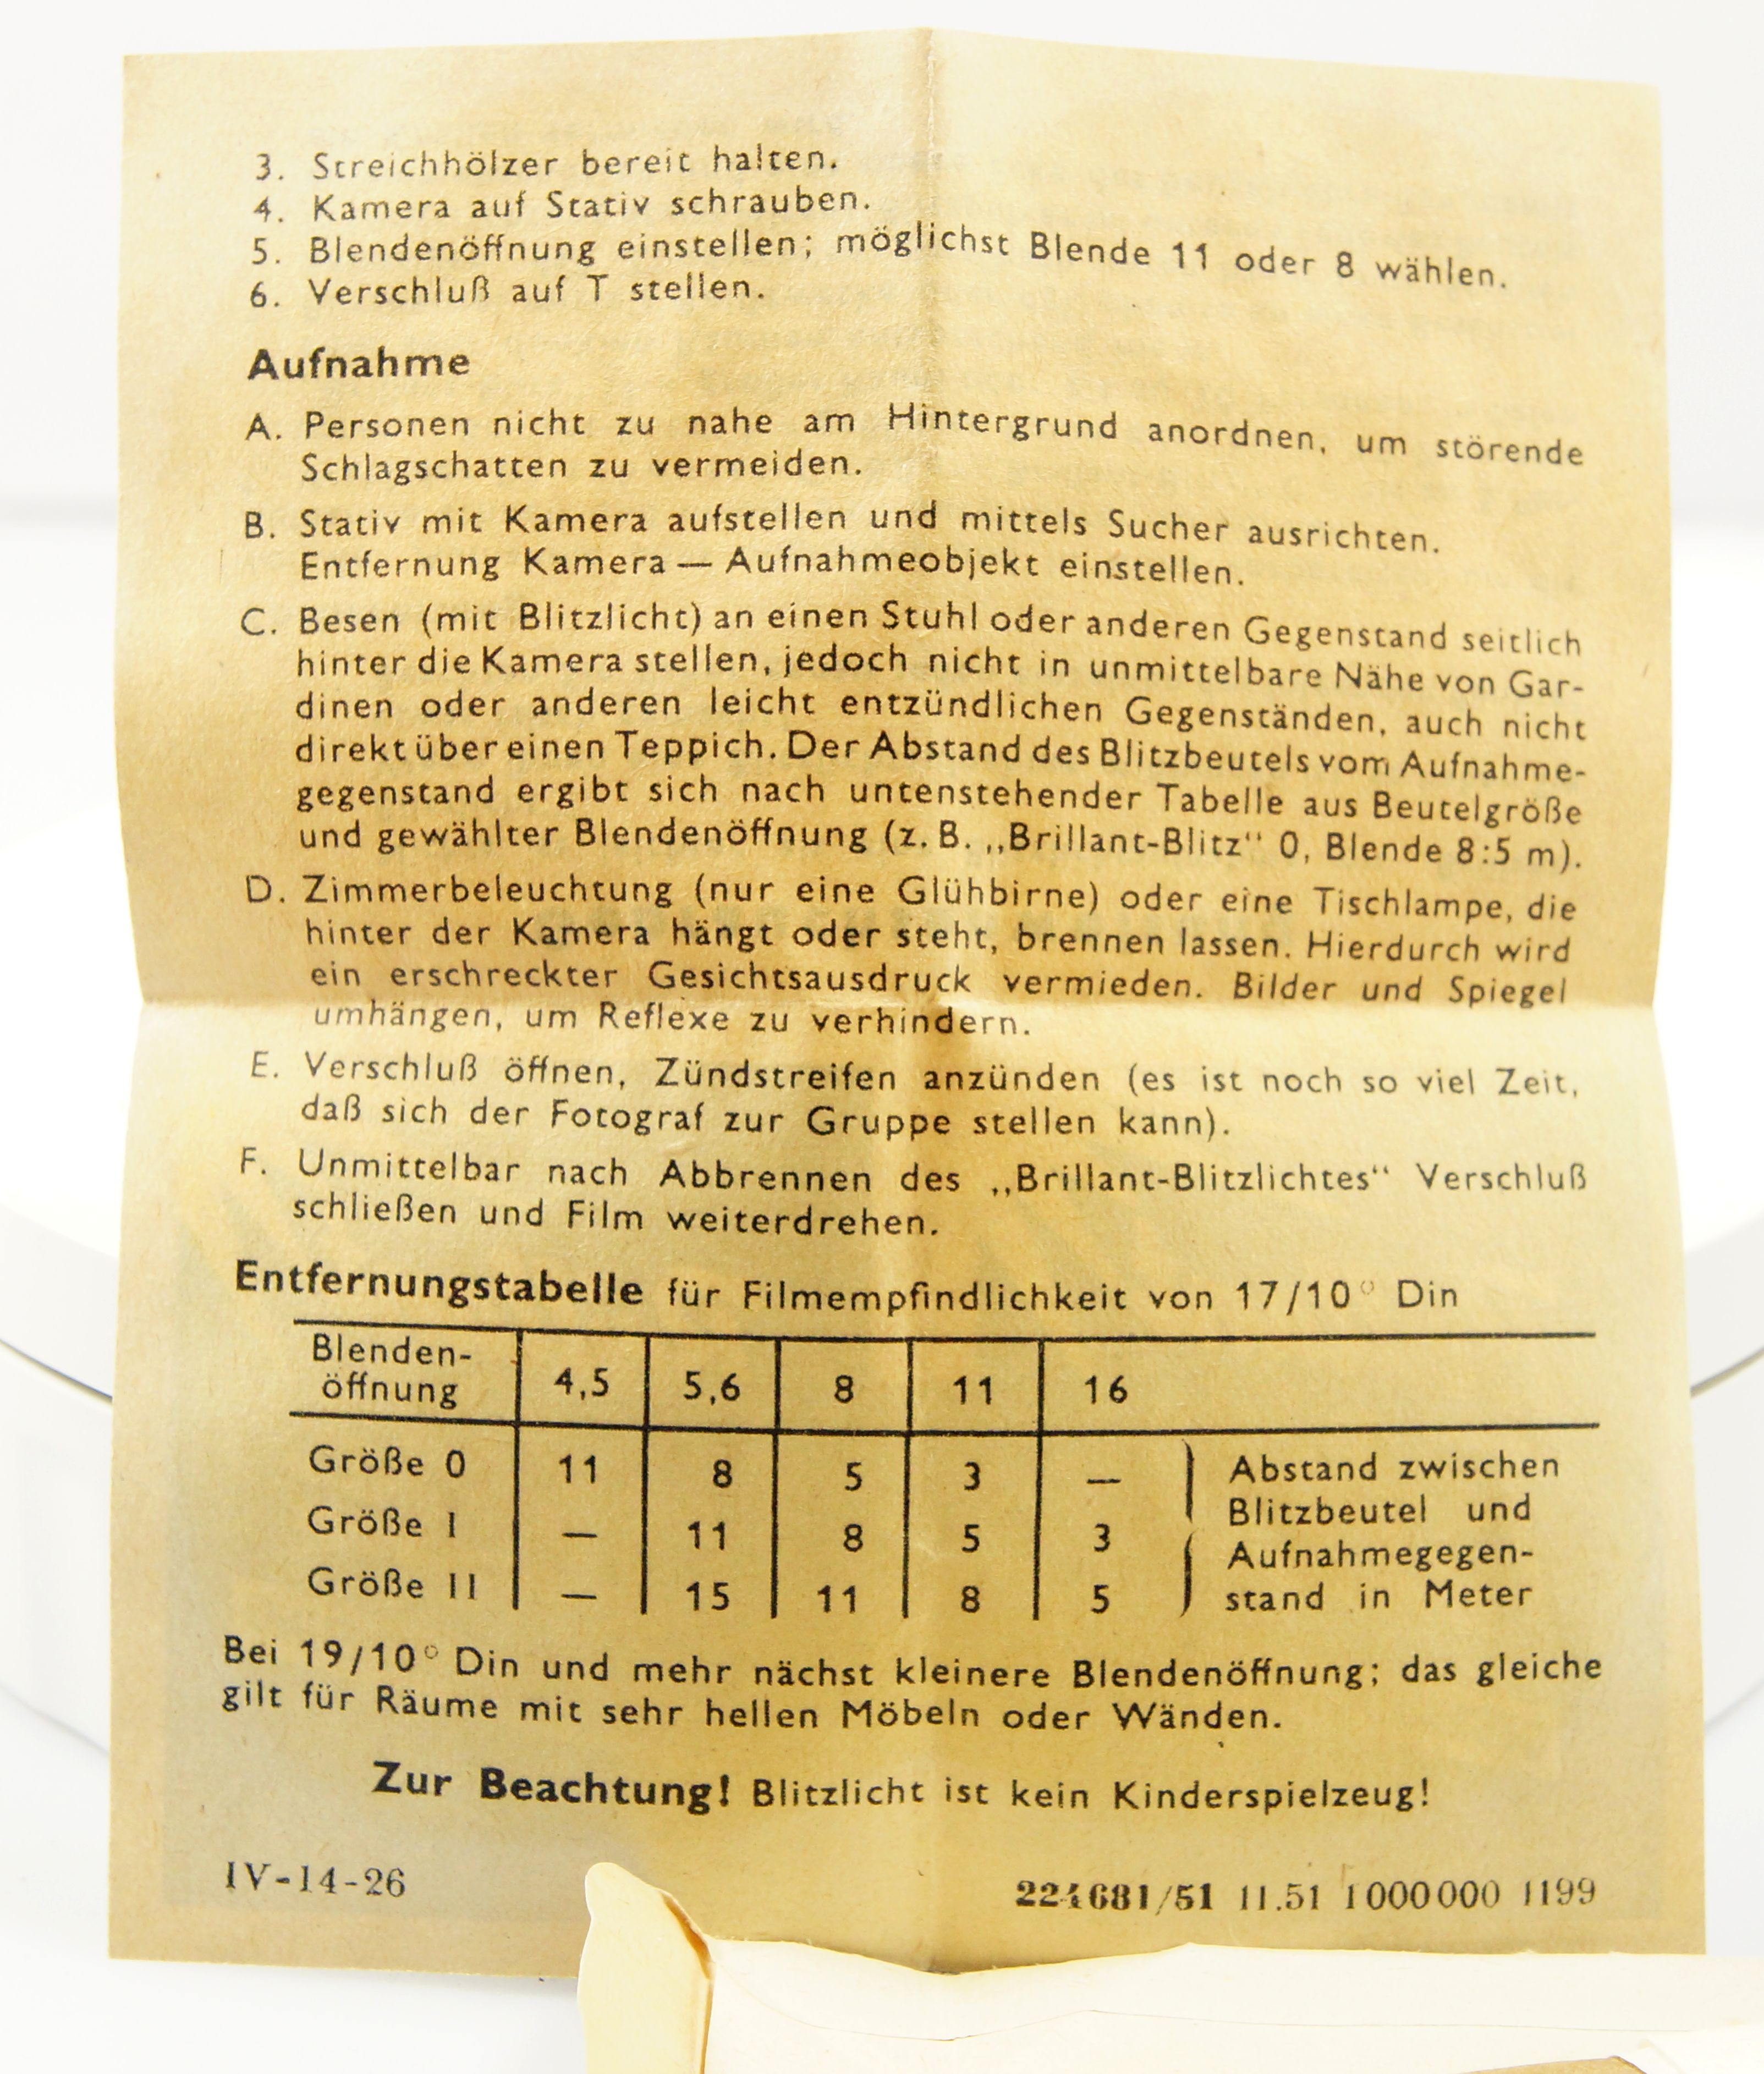 3. Streichhölzer bereit halten.
4. Kamera auf Stativ schrauben.
5. Blendenöffnung einstellen; möglichst Blende 11 oder 8 wählen.
6. Verschluß auf T stellen.
Aufnahme
A. Personen nicht zu nahe am Hintergrund anordnen, um störende
Schlagschatten zu vermeiden.
B. Stativ mit Kamera aufstellen und mittels Sucher ausrichten.
Entfernung Kamera — Aufnahmeobjekt einstellen.
C. Besen (mit Blitzlicht) an einen Stuhl oder anderen Gegenstand seitlich
hinter die Kamera stellen, jedoch nicht in unmittelbare Nähe von Gar-
dinen oder anderen leicht entzündlichen Gegenständen, auch nicht
direkt über einen Teppich. Der Abstand des Blitzbeutels vom Aufnahme-
gegenstand ergibt sich nach untenstehender Tabelle aus Beutelgröße
und gewählter Blendenöffnung (z. B. „Brillant-Blitz“ 0, Blende 8:5 m).
D. Zimmerbeleuchtung (nur eine Glühbirne) oder eine Tischlampe, die
hinter der Kamera hängt oder steht, brennen lassen. Hierdurch wird
ein erschreckter Gesichtsausdruck vermieden. Bilder und Spiegel
umhängen, um Reflexe zu verhindern.
E. Verschluß öffnen, Zündstreifen anzünden (es ist noch so viel Zeit,
daß sich der Fotograf zur Gruppe stellen kann).
F. Unmittelbar nach Abbrennen des „Brillant-Blitzlichtes“ Verschluß
schließen und Film weiterdrehen.
Entfernungstabelle für Filmempfindlichkeit von 17/10° Din
Blenden-
öffnung 4,5 5,6 8 11 16
Größe 0 11 8 5 3 — Abstand zwischen
Blitzbeutel und
Größe I — 11 8 5 3 Aufnahmegegen-
Größe II — 15 11 8 5 stand in Meter
Bei 19/10° Din und mehr nächst kleinere Blendenöffnung; das gleiche
gilt für Räume mit sehr hellen Möbeln oder Wänden.
Zur Beachtung! Blitzlicht ist kein Kinderspielzeug!
IV-14-26
11.51 1000000 1199